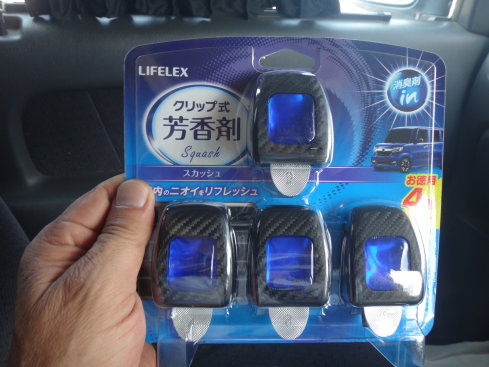 LIFELEX
クリップ式
芳香剤
Squash
スカッシュ
内のニオイをリフレッシュ
消臭剤
in
お徳用
4